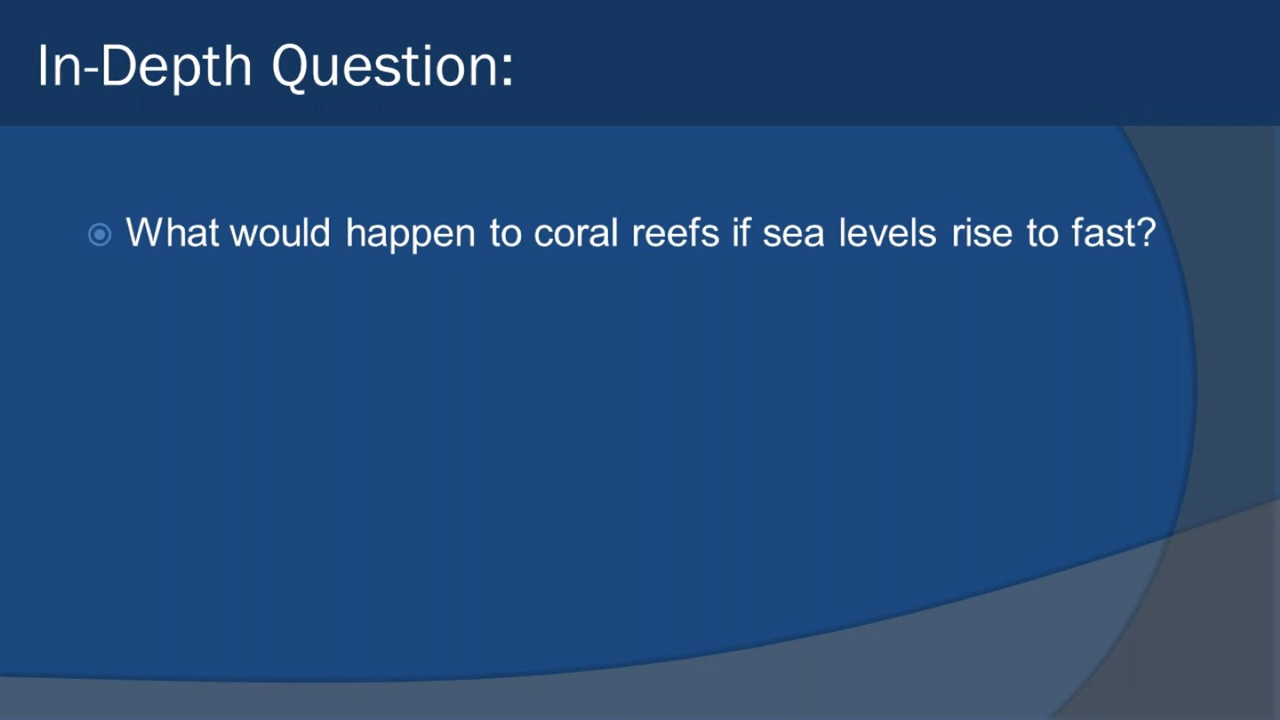 In-Depth Question:
What would happen to coral reefs if sea levels rise to fast?